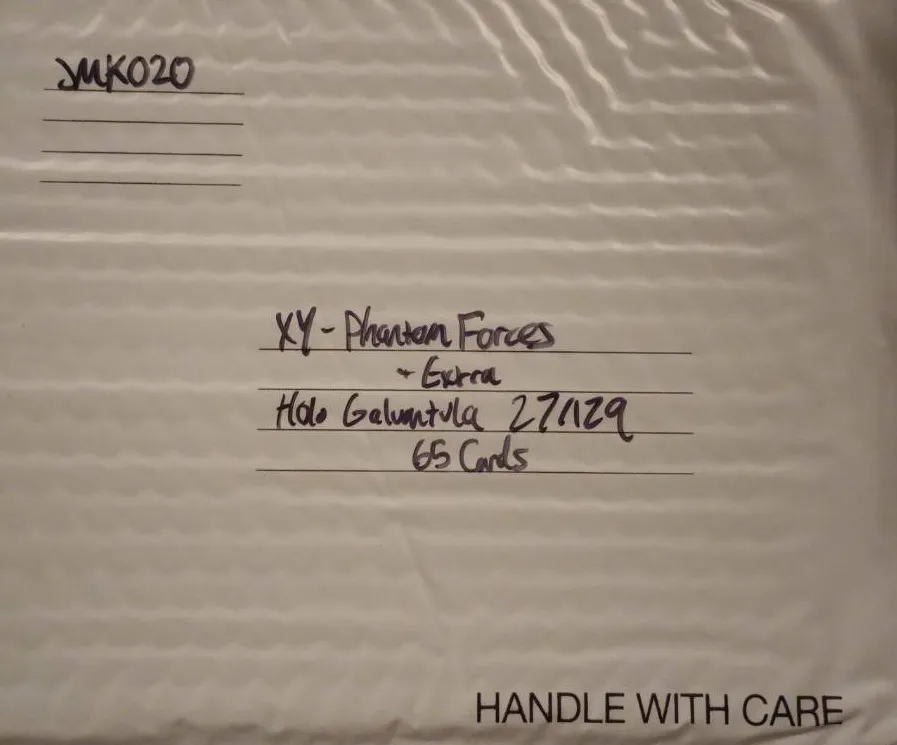 JMK020
XY - Phantom Forces
+ Extra
Holo Galvantula 27/129
65 Cards
HANDLE WITH CARE